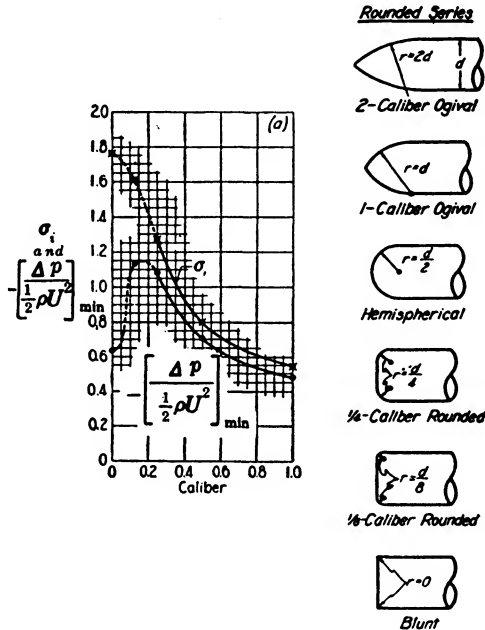 Rounded Series
r=2d
d
2-Caliber Ogival
r=d
1-Caliber Ogival
r=d/2
Hemispherical
r=d/4
1/4-Caliber Rounded
r=d/8
1/8-Caliber Rounded
r=0
Blunt
(a)
2.0
1.8
1.6
1.4
1.2
1.0
0.8
0.6
0.4
0
0.2
0.4
0.6
0.8
1.0
Caliber
σi
and
-[Δp / ½ρU²]min
σi
-[Δp / ½ρU²]min